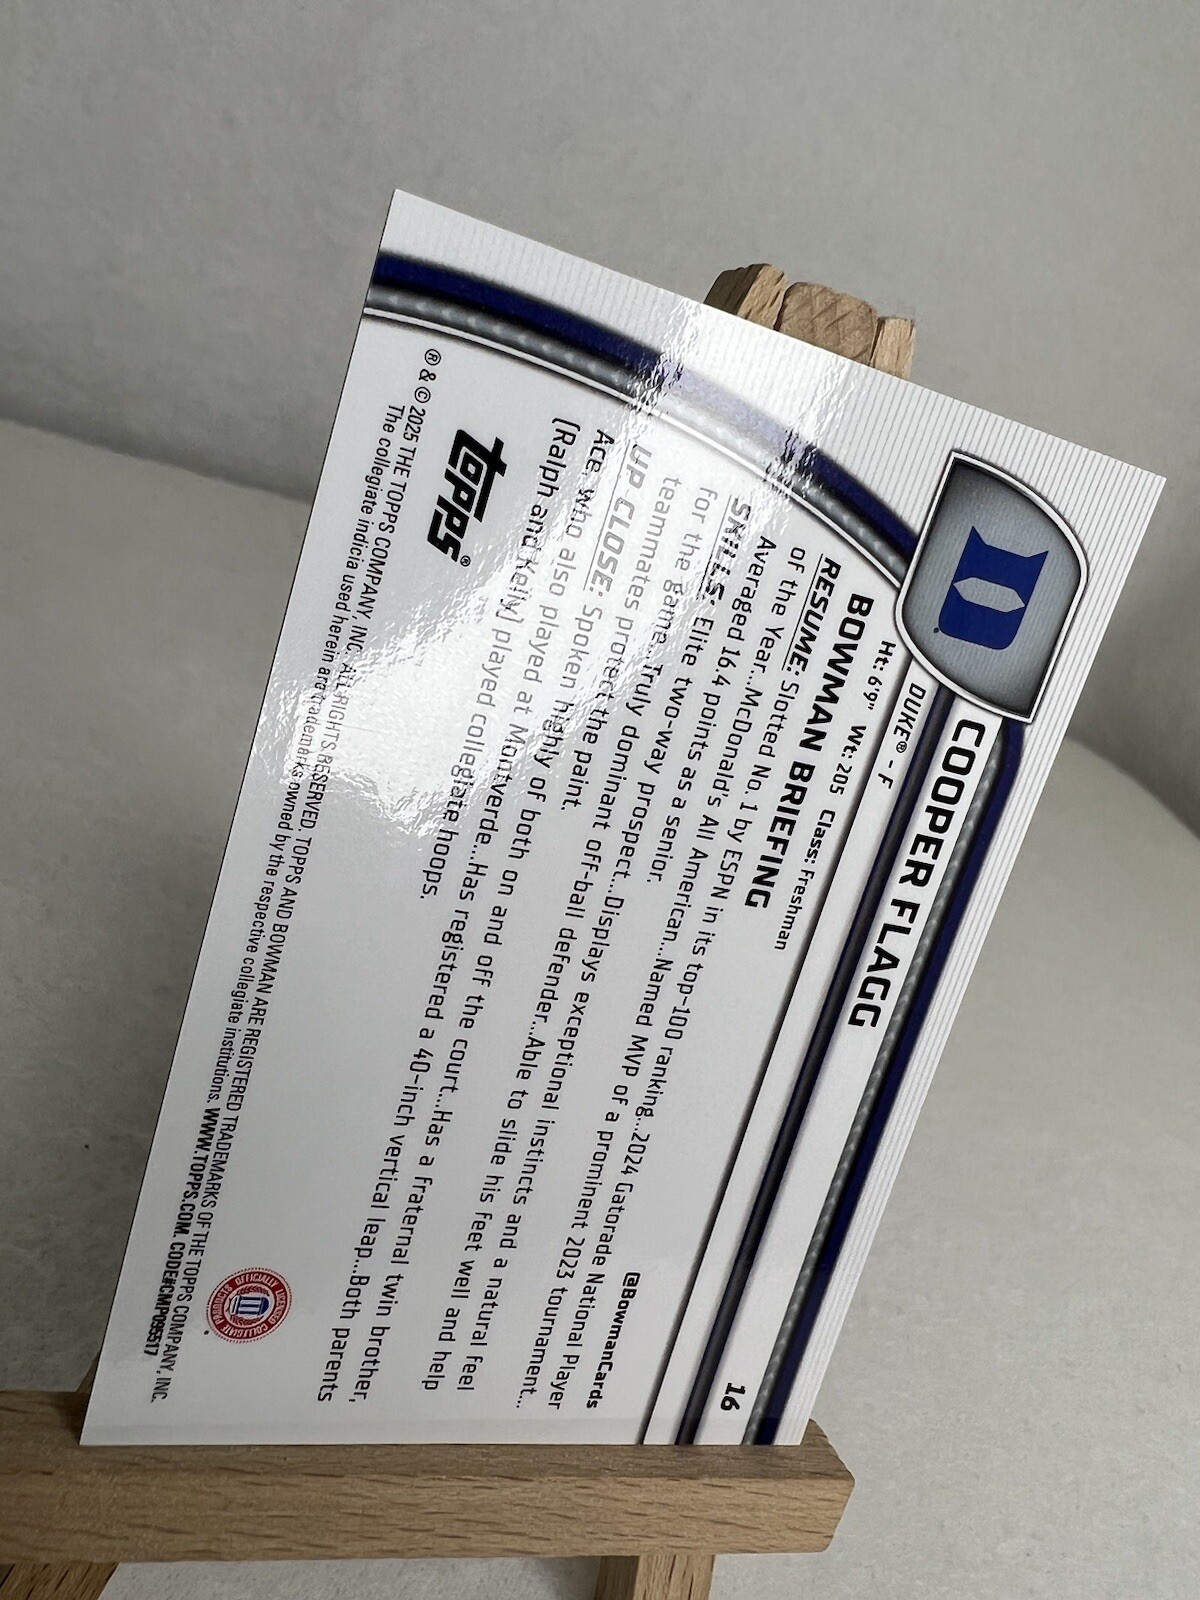 COOPER FLAGG
16
DUKE® - F
Ht: 6'9" Wt: 205 Class: Freshman
BOWMAN BRIEFING
@BowmanCards
RESUME: Slotted No. 1 by ESPN in its top-100 ranking...2024 Gatorade National Player
of the Year...McDonald's All American...Named MVP of a prominent 2023 tournament...
Averaged 16.4 points as a senior.
SKILLS: Elite two-way prospect...Displays exceptional instincts and a natural feel
for the game...Truly dominant off-ball defender...Able to slide his feet well and help
teammates protect the paint.
UP CLOSE: Spoken highly of both on and off the court...Has a fraternal twin brother,
Ace, who also played at Montverde...Has registered a 40-inch vertical leap...Both parents
(Ralph and Kelly) played collegiate hoops.
topps®
® & © 2025 THE TOPPS COMPANY, INC. ALL RIGHTS RESERVED. TOPPS AND BOWMAN ARE REGISTERED TRADEMARKS OF THE TOPPS COMPANY, INC.
The collegiate indicia used herein are trademarks owned by the respective collegiate institutions. WWW.TOPPS.COM. CODE#CMP095517
OFFICIALLY LICENSED COLLEGIATE PRODUCTS